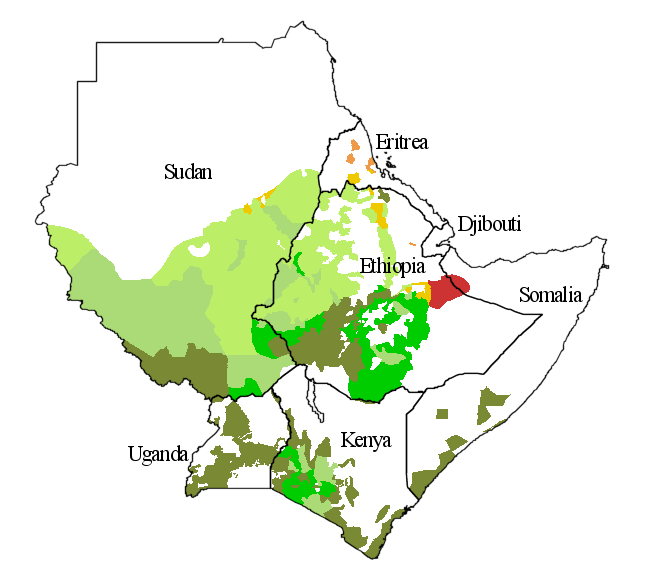 Eritrea
Sudan
Djibouti
Ethiopia
Somalia
Kenya
Uganda